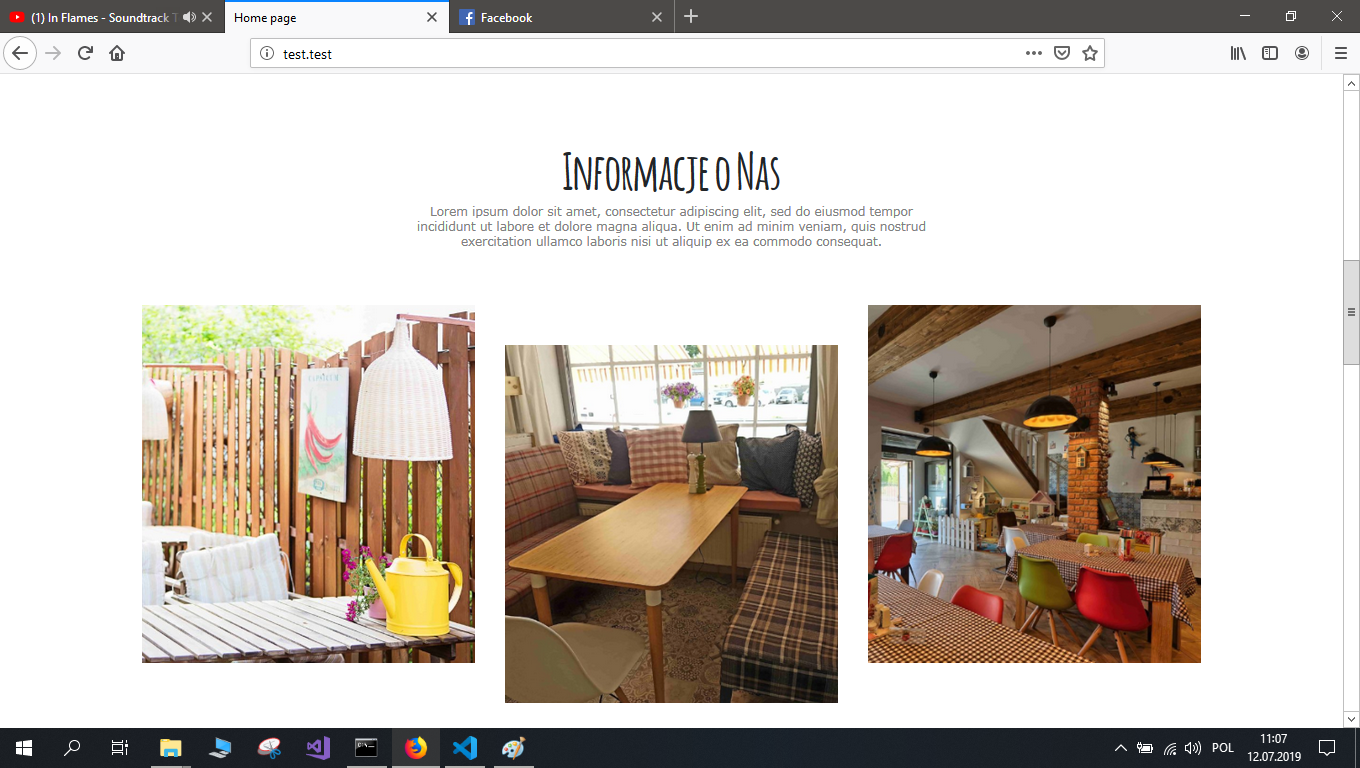 (1) In Flames - Soundtrack T
Home page
Facebook
test.test
Informacje o Nas
Lorem ipsum dolor sit amet, consectetur adipiscing elit, sed do eiusmod tempor
incididunt ut labore et dolore magna aliqua. Ut enim ad minim veniam, quis nostrud
exercitation ullamco laboris nisi ut aliquip ex ea commodo consequat.
POL
11:07
12.07.2019